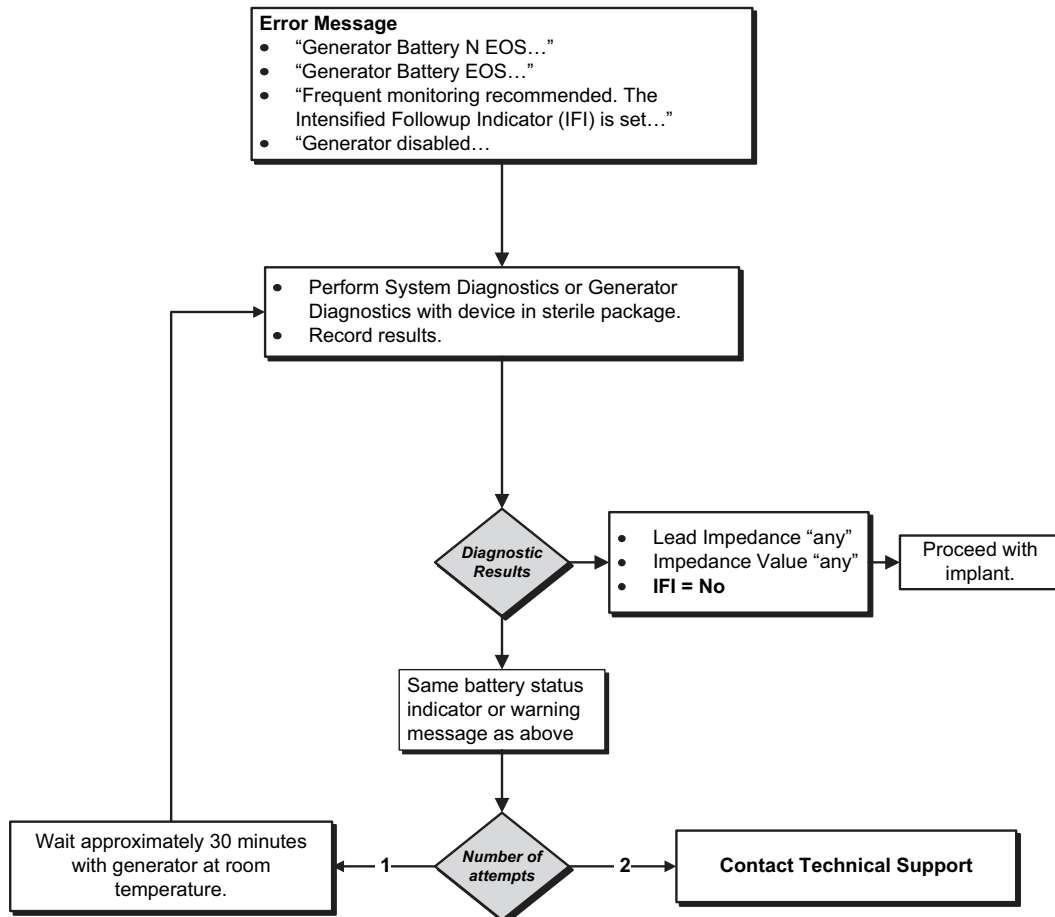 Error Message
• “Generator Battery N EOS…”
• “Generator Battery EOS…”
• “Frequent monitoring recommended. The
Intensified Followup Indicator (IFI) is set…”
• “Generator disabled…
• Perform System Diagnostics or Generator
Diagnostics with device in sterile package.
• Record results.
Diagnostic
Results
• Lead Impedance “any”
• Impedance Value “any”
• IFI = No
Proceed with
implant.
Same battery status
indicator or warning
message as above
Number of
attempts
1
Wait approximately 30 minutes
with generator at room
temperature.
2
Contact Technical Support